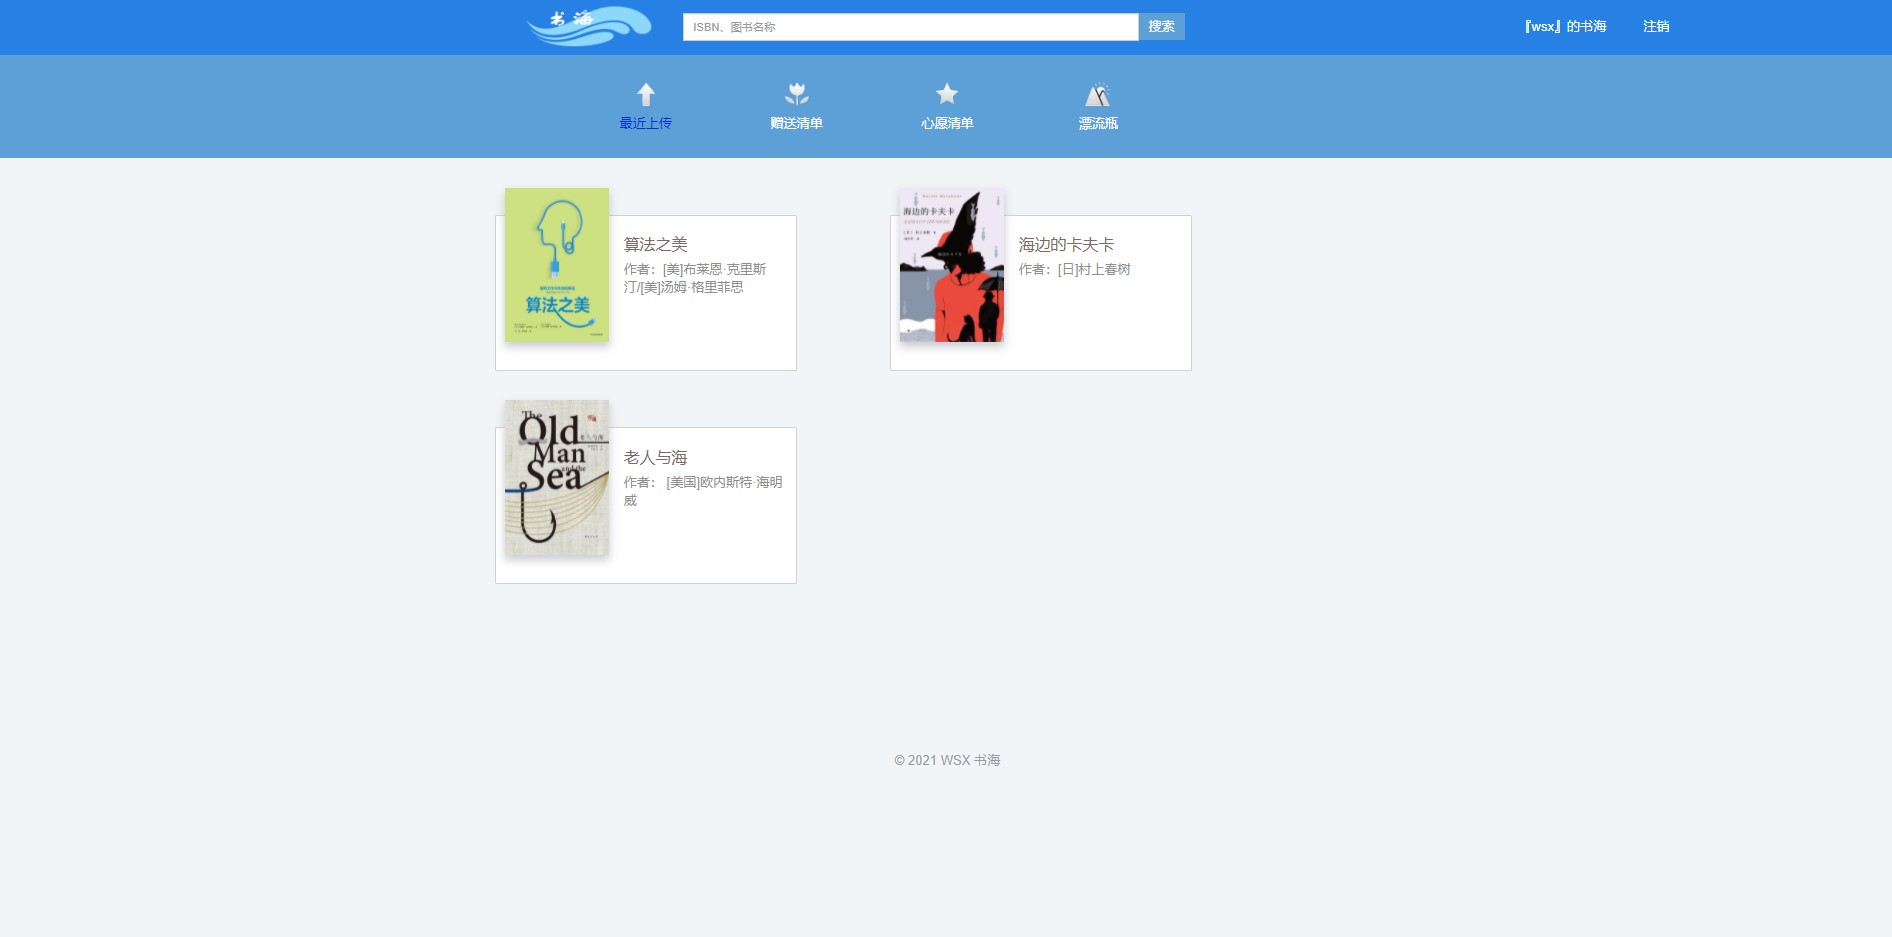 书海
ISBN、图书名称
搜索
『wsx』的书海
注销
最近上传
赠送清单
心愿清单
漂流瓶
算法之美
算法之美
作者：[美]布莱恩·克里斯
汀/[美]汤姆·格里菲思
海边的卡夫卡
海边的卡夫卡
作者：[日]村上春树
The
Old
Man
and the
Sea
老人与海
老人与海
作者： [美国]欧内斯特·海明
威
© 2021 WSX 书海